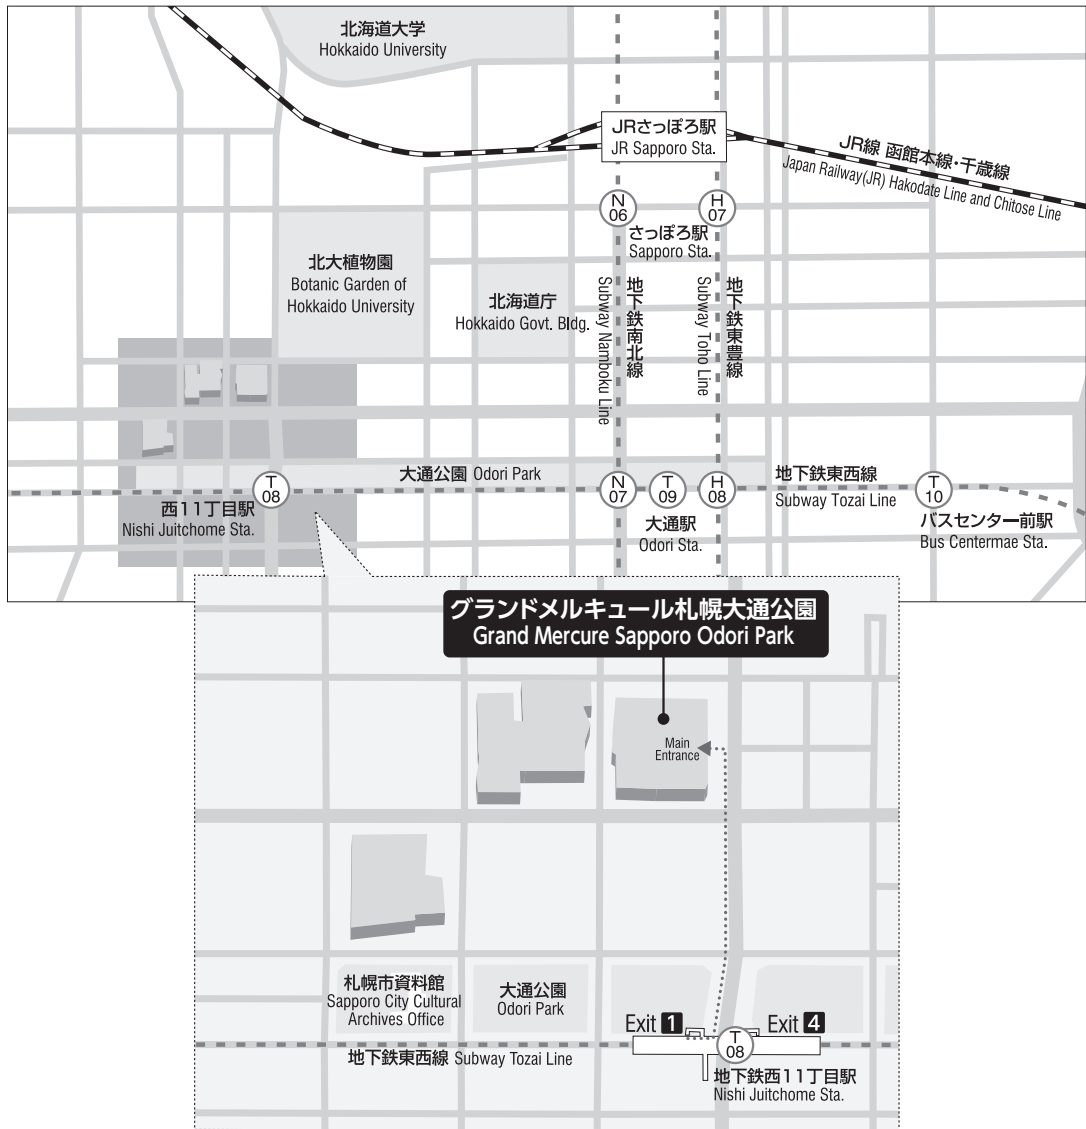 北海道大学
Hokkaido University
JRさっぽろ駅
JR Sapporo Sta.
JR線 函館本線・千歳線
Japan Railway(JR) Hakodate Line and Chitose Line
N
06
H
07
さっぽろ駅
Sapporo Sta.
北大植物園
Botanic Garden of
Hokkaido University
北海道庁
Hokkaido Govt. Bldg.
Subway Namboku Line
地下鉄南北線
Subway Toho Line
地下鉄東豊線
大通公園 Odori Park
地下鉄東西線
Subway Tozai Line
T
08
N
07
T
09
H
08
T
10
西11丁目駅
Nishi Juitchome Sta.
大通駅
Odori Sta.
バスセンター前駅
Bus Centermae Sta.
グランドメルキュール札幌大通公園
Grand Mercure Sapporo Odori Park
Main
Entrance
札幌市資料館
Sapporo City Cultural
Archives Office
大通公園
Odori Park
Exit 1
Exit 4
T
08
地下鉄東西線 Subway Tozai Line
地下鉄西11丁目駅
Nishi Juitchome Sta.